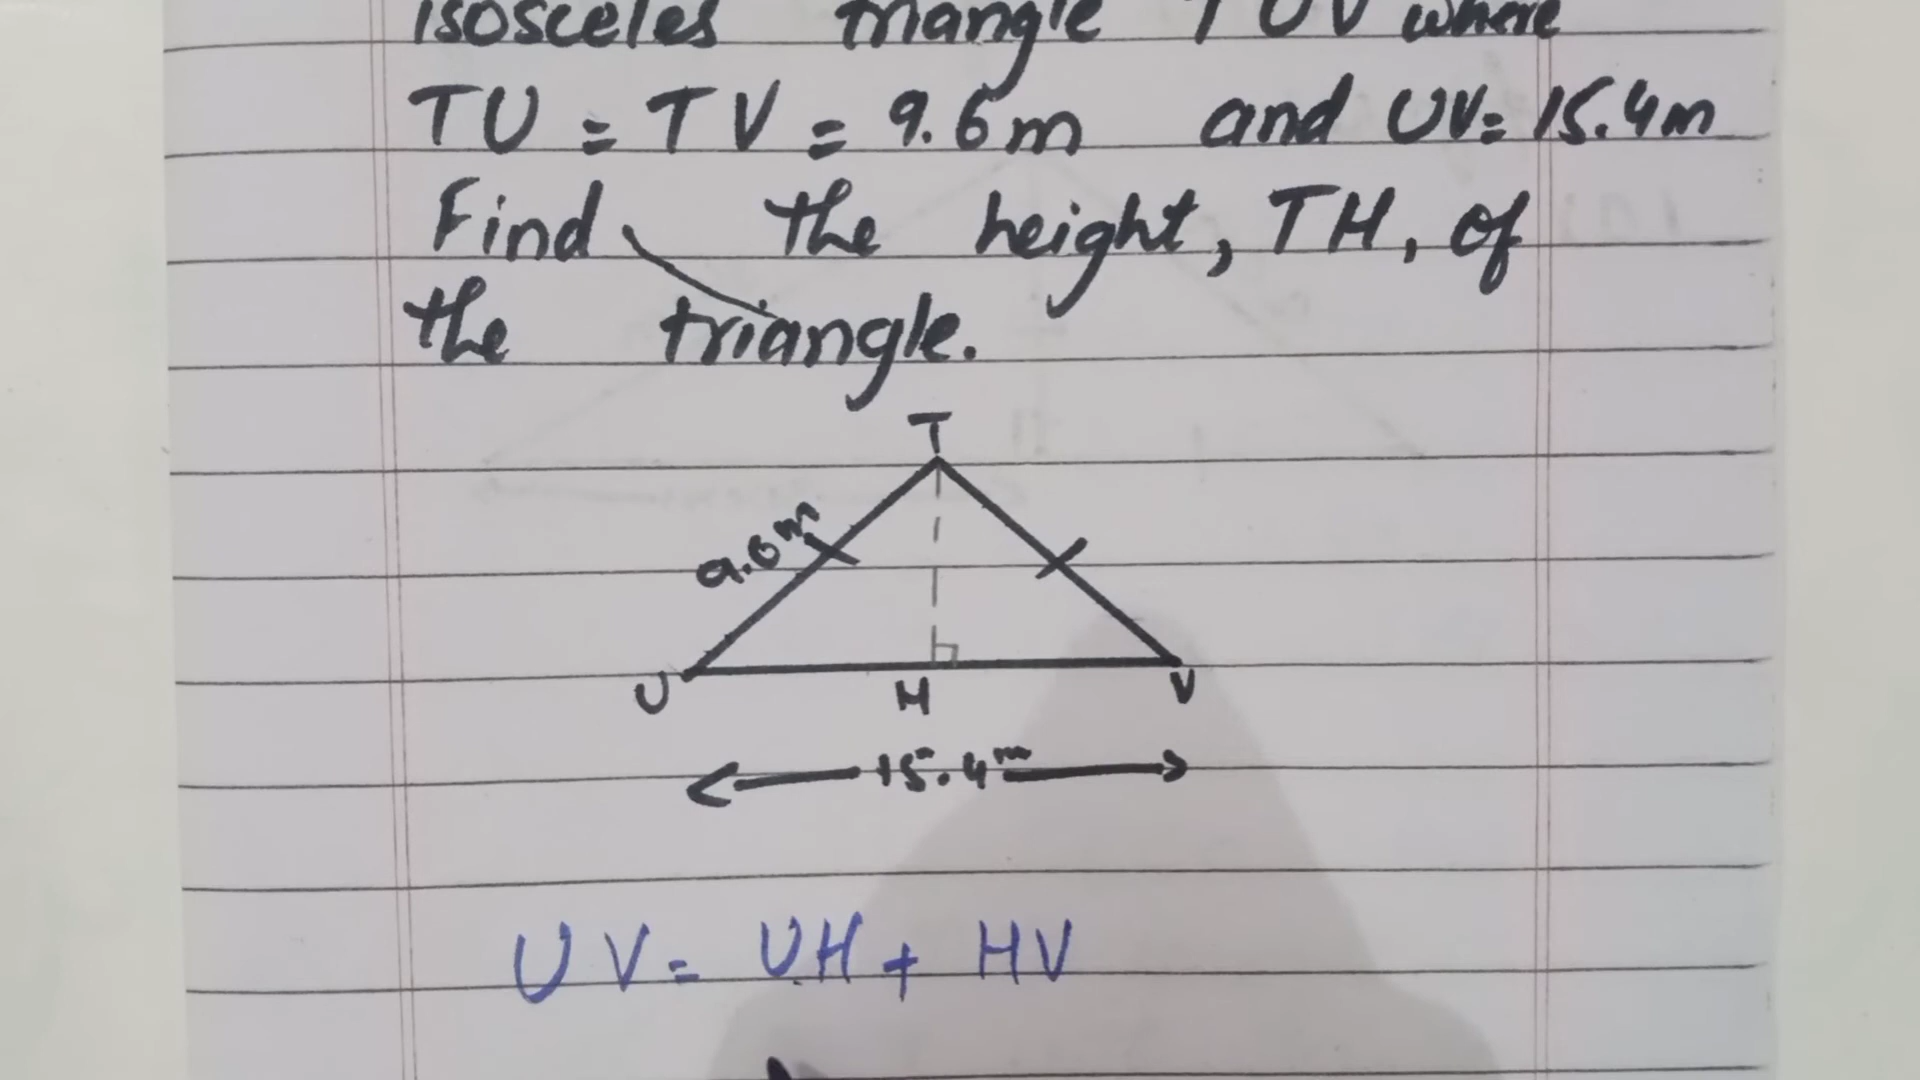 isosceles triangle TUV where
TU = TV = 9.6m and UV= 15.4m
Find the height, TH, of
the triangle.
T
9.6m
U H V
15.4m
UV= UH + HV